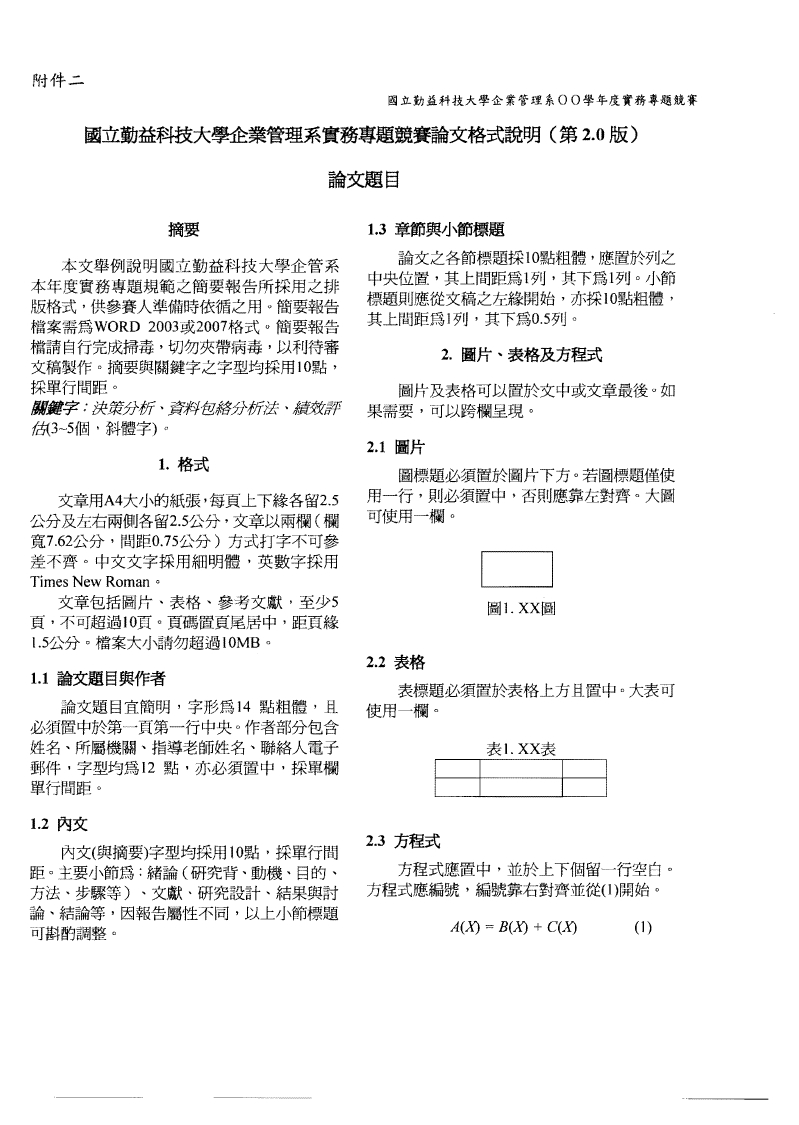 附件二
國立勤益科技大學企業管理系〇〇學年度實務專題競賽
國立勤益科技大學企業管理系實務專題競賽論文格式說明（第 2.0 版）
論文題目
摘要
本文舉例說明國立勤益科技大學企管系
本年度實務專題規範之簡要報告所採用之排
版格式，供參賽人準備時依循之用。簡要報告
檔案需為WORD 2003或2007格式。簡要報告
檔請自行完成掃毒，切勿夾帶病毒，以利待審
文稿製作。摘要與關鍵字之字型均採用10點，
採單行間距。
關鍵字：決策分析、資料包絡分析法、績效評
估(3~5個，斜體字)。
1. 格式
文章用A4大小的紙張，每頁上下緣各留2.5
公分及左右兩側各留2.5公分，文章以兩欄（欄
寬7.62公分，間距0.75公分）方式打字不可參
差不齊。中文文字採用細明體，英數字採用
Times New Roman。
文章包括圖片、表格、參考文獻，至少5
頁，不可超過10頁。頁碼置頁尾居中，距頁緣
1.5公分。檔案大小請勿超過10MB。
1.1 論文題目與作者
論文題目宜簡明，字形為14 點粗體，且
必須置中於第一頁第一行中央。作者部分包含
姓名、所屬機關、指導老師姓名、聯絡人電子
郵件，字型均為12 點，亦必須置中，採單欄
單行間距。
1.2 內文
內文(與摘要)字型均採用10點，採單行間
距。主要小節為：緒論（研究背、動機、目的、
方法、步驟等）、文獻、研究設計、結果與討
論、結論等，因報告屬性不同，以上小節標題
可斟酌調整。
1.3 章節與小節標題
論文之各節標題採10點粗體，應置於列之
中央位置，其上間距為1列，其下為1列。小節
標題則應從文稿之左緣開始，亦採10點粗體，
其上間距為1列，其下為0.5列。
2. 圖片、表格及方程式
圖片及表格可以置於文中或文章最後。如
果需要，可以跨欄呈現。
2.1 圖片
圖標題必須置於圖片下方。若圖標題僅使
用一行，則必須置中，否則應靠左對齊。大圖
可使用一欄。
圖1. XX圖
2.2 表格
表標題必須置於表格上方且置中。大表可
使用一欄。
表1. XX表
2.3 方程式
方程式應置中，並於上下個留一行空白。
方程式應編號，編號靠右對齊並從(1)開始。
A(X) = B(X) + C(X) (1)